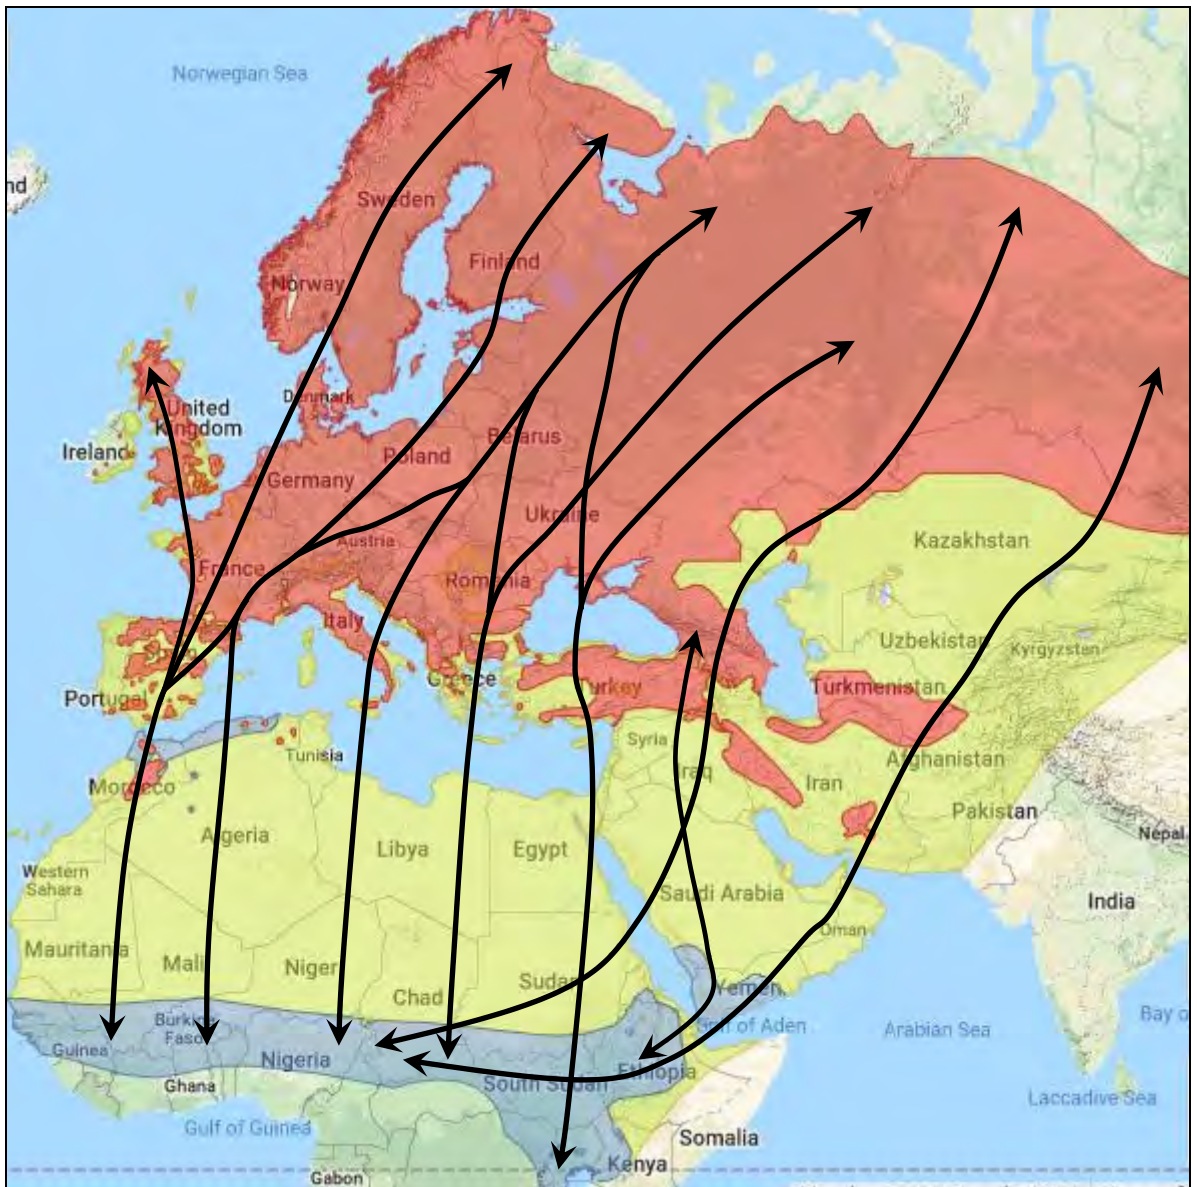 Norwegian Sea
nd
Sweden
Finland
Norway
Denmark
United
Kingdom
Ireland
Belarus
Poland
Germany
Ukraine
Kazakhstan
Austria
France
Romania
Italy
Uzbekistan
Kyrgyzstan
Spain
Greece
Turkey
Turkmenistan
Portugal
Syria
Tunisia
Afghanistan
Iraq
Iran
Morocco
Pakistan
Algeria
Nepal
Libya
Egypt
Western
Sahara
Saudi Arabia
India
Oman
Mauritania
Mali
Niger
Sudan
Chad
Yemen
Bay o
Burkina
Faso
Gulf of Aden
Arabian Sea
Guinea
Nigeria
Ethiopia
South Sudan
Ghana
Laccadive Sea
Gulf of Guinea
Somalia
Kenya
Gabon